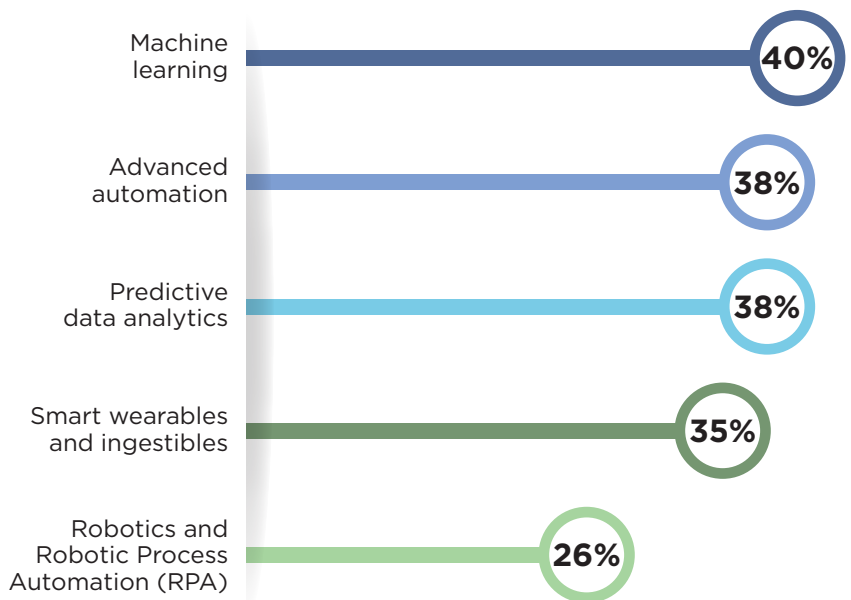 Machine
learning
40%
Advanced
automation
38%
Predictive
data analytics
38%
Smart wearables
and ingestibles
35%
Robotics and
Robotic Process
Automation (RPA)
26%